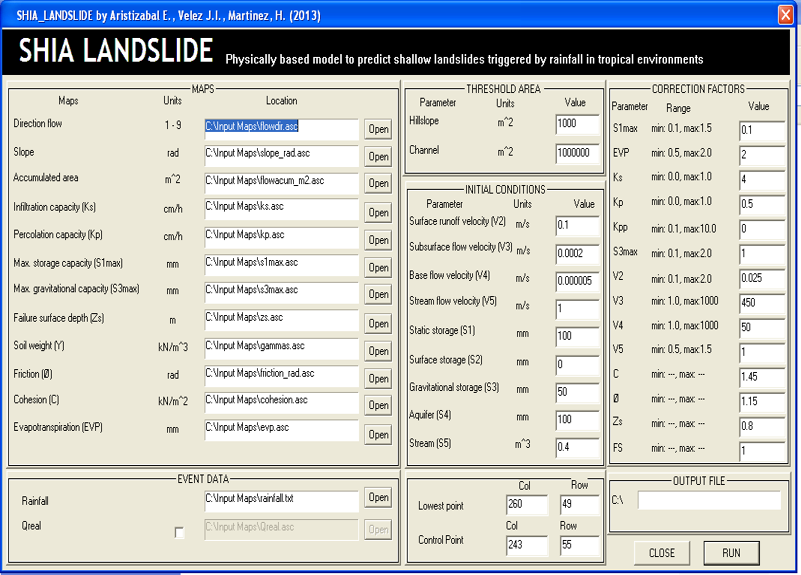 SHIA_LANDSLIDE by Aristizabal E., Velez J.I., Martinez, H. (2013)
SHIA LANDSLIDE Physically based model to predict shallow landslides triggered by rainfall in tropical environments
MAPS
Maps Units Location
Direction flow 1 - 9 C:\Input Maps\flowdir.asc Open
Slope rad C:\Input Maps\slope_rad.asc Open
Accumulated area m^2 C:\Input Maps\flowacum_m2.asc Open
Infiltration capacity (Ks) cm/h C:\Input Maps\ks.asc Open
Percolation capacity (Kp) cm/h C:\Input Maps\kp.asc Open
Max. storage capacity (S1max) mm C:\Input Maps\s1max.asc Open
Max. gravitational capacity (S3max) mm C:\Input Maps\s3max.asc Open
Failure surface depth (Zs) m C:\Input Maps\zs.asc Open
Soil weight (Y) kN/m^3 C:\Input Maps\gammas.asc Open
Friction (Ø) rad C:\Input Maps\friction_rad.asc Open
Cohesion (C) kN/m^2 C:\Input Maps\cohesion.asc Open
Evapotranspiration (EVP) mm C:\Input Maps\evp.asc Open
EVENT DATA
Rainfall C:\Input Maps\rainfall.txt Open
Qreal C:\Input Maps\Qreal.asc Open
THRESHOLD AREA
Parameter Units Value
Hillslope m^2 1000
Channel m^2 1000000
INITIAL CONDITIONS
Parameter Units Value
Surface runoff velocity (V2) m/s 0.1
Subsurface flow velocity (V3) m/s 0.0002
Base flow velocity (V4) m/s 0.000005
Stream flow velocity (V5) m/s 1
Static storage (S1) mm 100
Surface storage (S2) mm 0
Gravitational storage (S3) mm 50
Aquifer (S4) mm 100
Stream (S5) m^3 0.4
Col Row
Lowest point 260 49
Col Row
Control Point 243 55
CORRECTION FACTORS
Parameter Range Value
S1max min: 0.1, max:1.5 0.1
EVP min: 0.5, max:2.0 2
Ks min: 0.0, max:1.0 4
Kp min: 0.0, max:1.0 0.5
Kpp min: 0.1, max:10.0 0
S3max min: 0.1, max:2.0 1
V2 min: 0.1, max:2.0 0.025
V3 min: 1.0, max:1000 450
V4 min: 1.0, max:1000 50
V5 min: 0.5, max:1.5 1
C min: ---, max: --- 1.45
Ø min: ---, max: --- 1.15
Zs min: ---, max: --- 0.8
FS min: ---, max: --- 1
OUTPUT FILE
C:\
CLOSE RUN